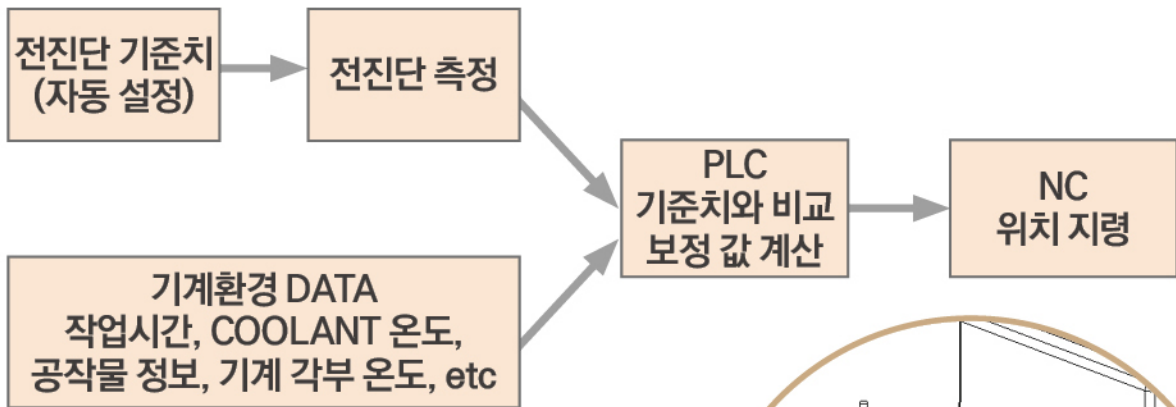 전진단 기준치
(자동 설정)
전진단 측정
PLC
기준치와 비교
보정 값 계산
NC
위치 지령
기계환경 DATA
작업시간, COOLANT 온도,
공작물 정보, 기계 각부 온도, etc